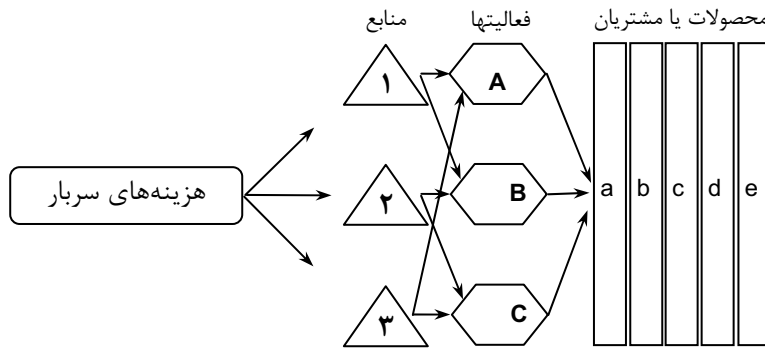 محصولات یا مشتریان
فعالیتها
منابع
۱
A
۲
B
۳
C
هزینه‌های سربار
a b c d e